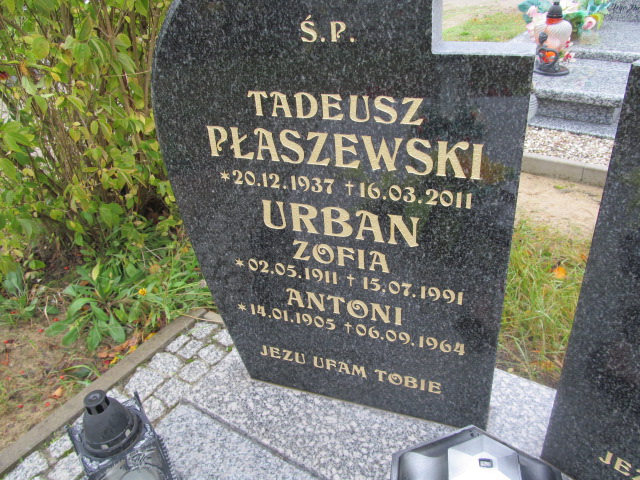 Ś.P.
TADEUSZ
PŁASZEWSKI
*20.12.1937 †16.03.2011
URBAN
ZOFIA
*02.05.1911 †15.07.1991
ANTONI
*14.01.1905 †06.09.1964
JEZU UFAM TOBIE